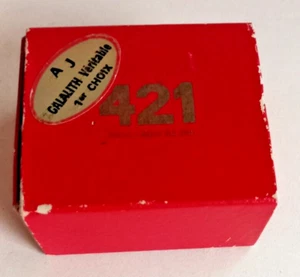 A J
GALALITH Véritable
1er CHOIX
421